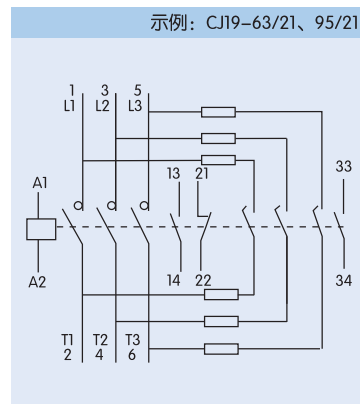 示例：CJ19-63/21、95/21
1 3 5
L1 L2 L3
13 21 33
A1
A2
14 22 34
T1 T2 T3
2 4 6